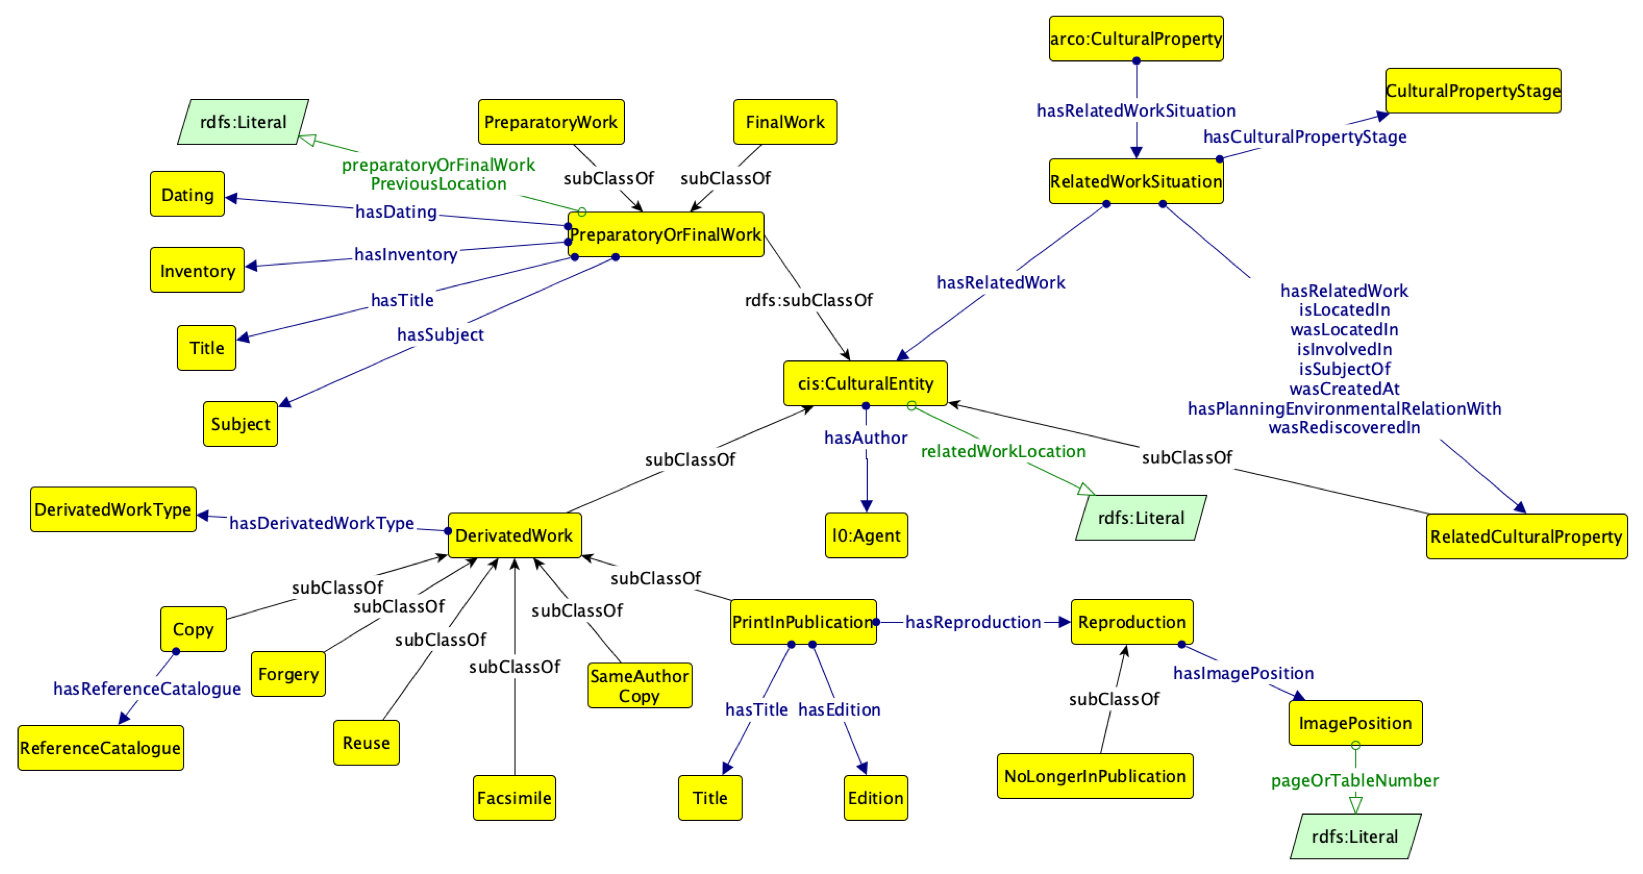 arco:CulturalProperty
CulturalPropertyStage
hasRelatedWorkSituation
hasCulturalPropertyStage
rdfs:Literal
PreparatoryWork
FinalWork
preparatoryOrFinalWork
PreviousLocation
subClassOf
subClassOf
RelatedWorkSituation
Dating
hasDating
PreparatoryOrFinalWork
Inventory
hasInventory
hasTitle
rdfs:subClassOf
hasRelatedWork
hasRelatedWork
isLocatedIn
wasLocatedIn
isInvolvedIn
isSubjectOf
wasCreatedAt
hasPlanningEnvironmentalRelationWith
wasRediscoveredIn
Title
hasSubject
Subject
cis:CulturalEntity
hasAuthor
relatedWorkLocation
subClassOf
subClassOf
DerivatedWorkType
hasDerivatedWorkType
DerivatedWork
l0:Agent
rdfs:Literal
RelatedCulturalProperty
subClassOf
subClassOf
subClassOf
subClassOf
subClassOf
subClassOf
Copy
PrintInPublication
hasReproduction
Reproduction
Forgery
SameAuthor
Copy
hasReferenceCatalogue
hasImagePosition
subClassOf
hasTitle
hasEdition
ImagePosition
ReferenceCatalogue
Reuse
Facsimile
Title
Edition
NoLongerInPublication
pageOrTableNumber
rdfs:Literal